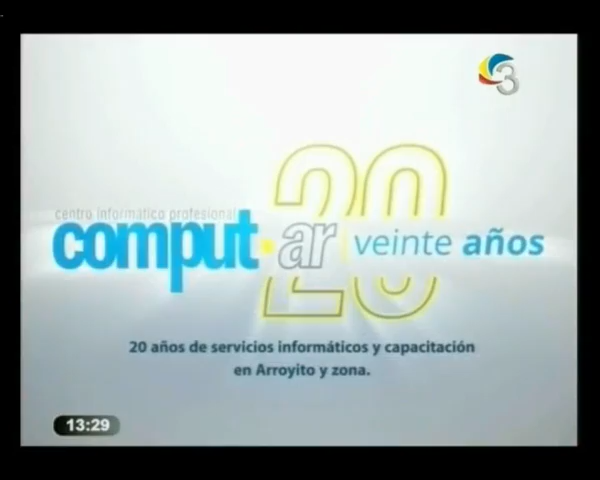 3
centro informático profesional
comput.ar
20
veinte años
20 años de servicios informáticos y capacitación
en Arroyito y zona.
13:29